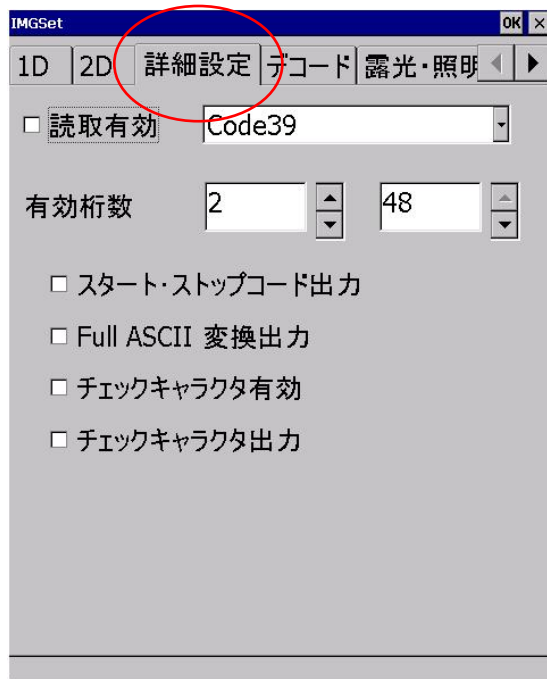 IMGSet OK ×
1D 2D 詳細設定 デコード 露光・照明
読取有効 Code39
有効桁数 2 48
スタート・ストップコード出力
Full ASCII 変換出力
チェックキャラクタ有効
チェックキャラクタ出力